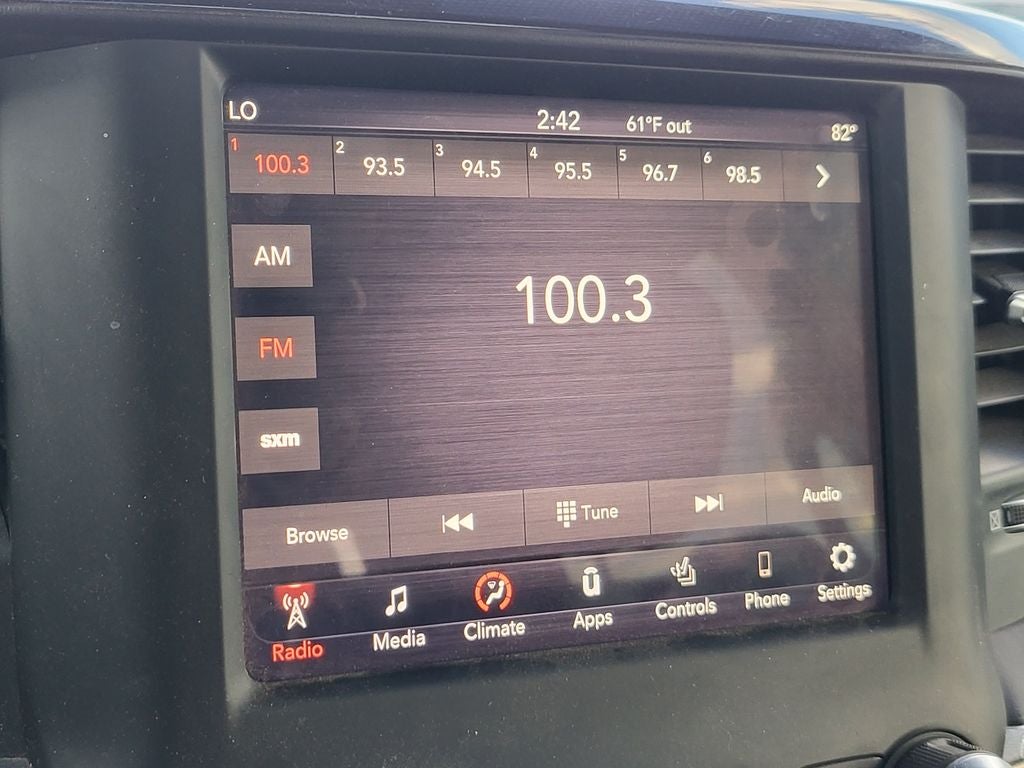 LO 2:42 61°F out 82°
1 100.3 2 93.5 3 94.5 4 95.5 5 96.7 6 98.5
AM
100.3
FM
sxm
Browse Tune Audio
Radio Media Climate Apps Controls Phone Settings